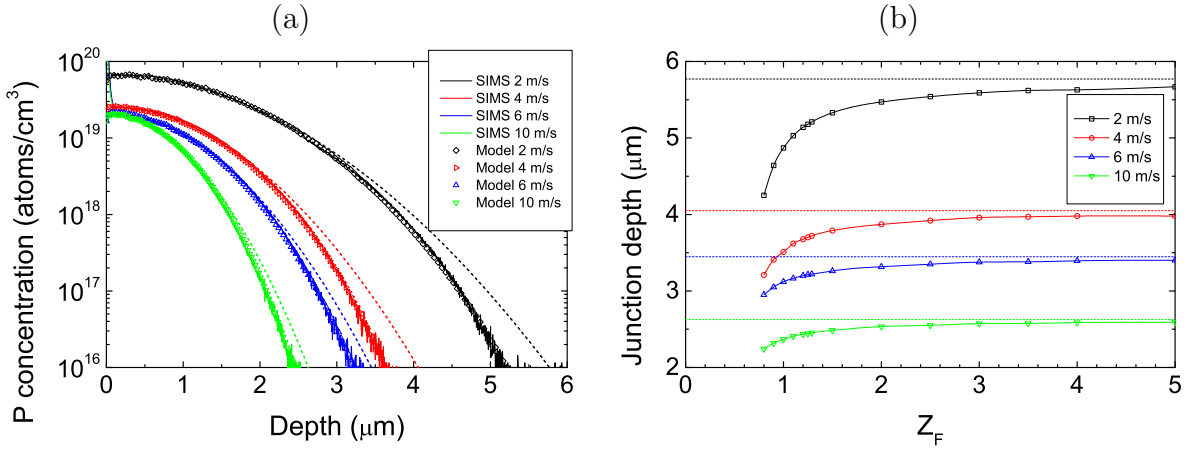 (a)
10^20
10^19
10^18
10^17
10^16
P concentration (atoms/cm^3)
SIMS 2 m/s
SIMS 4 m/s
SIMS 6 m/s
SIMS 10 m/s
Model 2 m/s
Model 4 m/s
Model 6 m/s
Model 10 m/s
0 1 2 3 4 5 6
Depth (μm)
(b)
6
5
4
3
2
Junction depth (μm)
2 m/s
4 m/s
6 m/s
10 m/s
0 1 2 3 4 5
Z_F